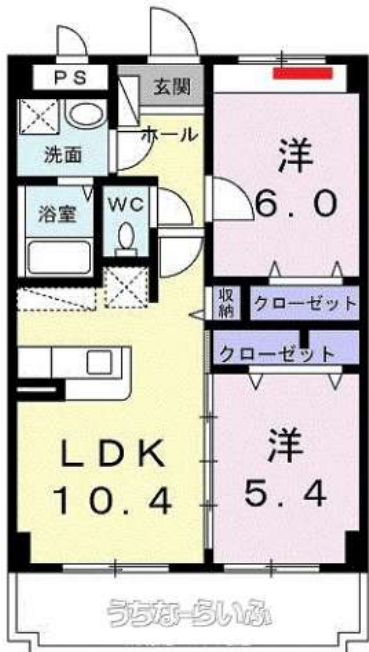 PS
玄関
ホール
洗面
洋
6.0
浴室
WC
収納
クローゼット
クローゼット
LDK
10.4
洋
5.4
うちなーらいふ